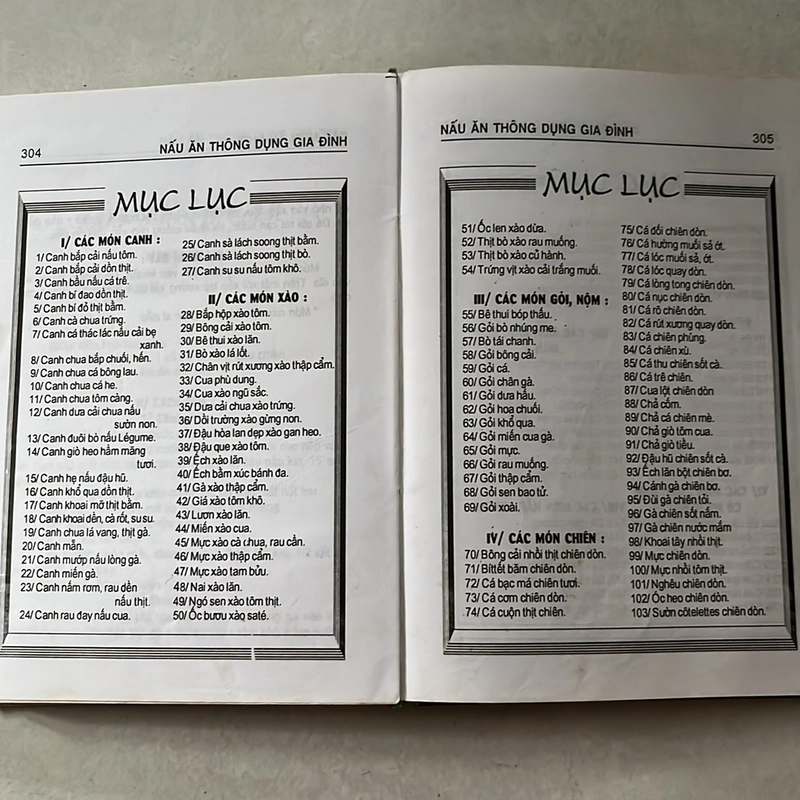 304
NẤU ĂN THÔNG DỤNG GIA ĐÌNH
MỤC LỤC
I/ CÁC MÓN CANH :
1/ Canh bắp cải nấu tôm.
2/ Canh bắp cải dồn thịt.
3/ Canh bầu nấu cá trê.
4/ Canh bí đao dồn thịt.
5/ Canh bí đỏ thịt bằm.
6/ Canh cà chua trứng.
7/ Canh cá thác lác nấu cải bẹ
xanh.
8/ Canh chua bắp chuối, hến.
9/ Canh chua cá bông lau.
10/ Canh chua cá he.
11/ Canh chua tôm càng.
12/ Canh dưa cải chua nấu
sườn non.
13/ Canh đuôi bò nấu Légume.
14/ Canh giò heo hầm măng
tươi.
15/ Canh hẹ nấu đậu hũ.
16/ Canh khổ qua dồn thịt.
17/ Canh khoai mỡ thịt bằm.
18/ Canh khoai dền, cà rốt, su su.
19/ Canh chua lá vang, thịt gà.
20/ Canh mẳn.
21/ Canh mướp nấu lòng gà.
22/ Canh miến gà.
23/ Canh nấm rơm, rau dền
nấu thịt.
24/ Canh rau đay nấu cua.
25/ Canh sà lách soong thịt bằm.
26/ Canh sà lách soong thịt bò.
27/ Canh su su nấu tôm khô.
II/ CÁC MÓN XÀO :
28/ Bắp hộp xào tôm.
29/ Bông cải xào tôm.
30/ Bê thui xào lăn.
31/ Bò xào lá lốt.
32/ Chân vịt rút xương xào thập cẩm.
33/ Cua phù dung.
34/ Cua xào ngũ sắc.
35/ Dưa cải chua xào trứng.
36/ Dồi trường xào gừng non.
37/ Đậu hòa lan dẹp xào gan heo.
38/ Đậu que xào tôm.
39/ Ếch xào lăn.
40/ Ếch bằm xúc bánh đa.
41/ Gà xào thập cẩm.
42/ Giá xào tôm khô.
43/ Lươn xào lăn.
44/ Miến xào cua.
45/ Mực xào cà chua, rau cần.
46/ Mực xào thập cẩm.
47/ Mực xào tam bửu.
48/ Nai xào lăn.
49/ Ngó sen xào tôm thịt.
50/ Ốc bươu xào saté.
NẤU ĂN THÔNG DỤNG GIA ĐÌNH
305
MỤC LỤC
51/ Ốc len xào dừa.
52/ Thịt bò xào rau muống.
53/ Thịt bò xào củ hành.
54/ Trứng vịt xào cải trắng muối.
III/ CÁC MÓN GỎI, NỘM :
55/ Bê thui bóp thấu.
56/ Gỏi bò nhúng me.
57/ Bò tái chanh.
58/ Gỏi bông cải.
59/ Gỏi cá.
60/ Gỏi chân gà.
61/ Gỏi dưa hấu.
62/ Gỏi hoa chuối.
63/ Gỏi khổ qua.
64/ Gỏi miến cua gà.
65/ Gỏi mực.
66/ Gỏi rau muống.
67/ Gỏi thập cẩm.
68/ Gỏi sen bao tử.
69/ Gỏi xoài.
IV/ CÁC MÓN CHIÊN :
70/ Bông cải nhồi thịt chiên dòn.
71/ Bíttết băm chiên dòn.
72/ Cá bạc má chiên tươi.
73/ Cá cơm chiên dòn.
74/ Cá cuộn thịt chiên.
75/ Cá đối chiên dòn.
76/ Cá hường muối sả ớt.
77/ Cá lóc muối sả, ớt.
78/ Cá lóc quay dòn.
79/ Cá lòng tong chiên dòn.
80/ Cá nục chiên dòn.
81/ Cá rô chiên dòn.
82/ Cá rút xương quay dòn.
83/ Cá chiên phùng.
84/ Cá chiên xù.
85/ Cá thu chiên sốt cà.
86/ Cá trê chiên.
87/ Cua lột chiên dòn
88/ Chả cốm.
89/ Chả cá chiên mè.
90/ Chả giò tôm cua.
91/ Chả giò tiều.
92/ Đậu hũ chiên sốt cà.
93/ Ếch lăn bột chiên bơ.
94/ Cánh gà chiên bơ.
95/ Đùi gà chiên tỏi.
96/ Gà chiên sốt nấm.
97/ Gà chiên nước mắm
98/ Khoai tây nhồi thịt.
99/ Mực chiên dòn.
100/ Mực nhồi tôm thịt.
101/ Nghêu chiên dòn.
102/ Óc heo chiên dòn.
103/ Sườn côtelettes chiên dòn.